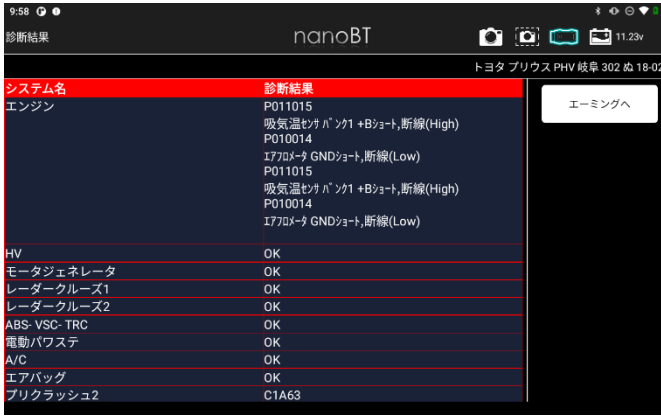 9:58
診断結果
nanoBT
11.23v
トヨタ プリウス PHV 岐阜 302 ぬ 18-02
システム名 診断結果
エーミングへ
エンジン P011015
吸気温ｾﾝｻ ﾊﾞﾝｸ1 +Bｼｮｰﾄ,断線(High)
P010014
ｴｱﾌﾛﾒｰﾀ GNDｼｮｰﾄ,断線(Low)
P011015
吸気温ｾﾝｻ ﾊﾞﾝｸ1 +Bｼｮｰﾄ,断線(High)
P010014
ｴｱﾌﾛﾒｰﾀ GNDｼｮｰﾄ,断線(Low)
HV OK
モータジェネレータ OK
レーダークルーズ1 OK
レーダークルーズ2 OK
ABS- VSC- TRC OK
電動パワステ OK
A/C OK
エアバッグ OK
プリクラッシュ2 C1A63